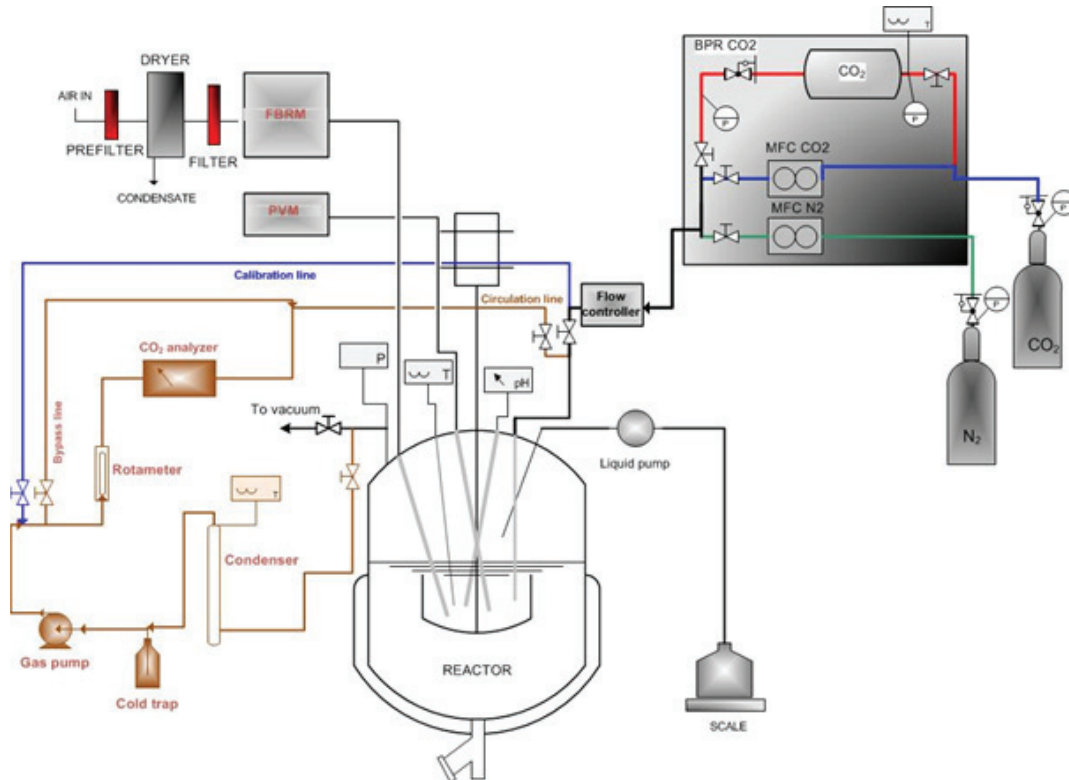 DRYER
AIR IN
PREFILTER
FILTER
CONDENSATE
FBRM
PVM
BPR CO2
CO₂
T
P
P
MFC CO2
MFC N2
P
P
CO₂
N₂
Calibration line
Circulation line
Flow
controller
CO₂ analyzer
P
T
pH
To vacuum
Bypass line
Rotameter
Liquid pump
T
Condenser
Gas pump
Cold trap
REACTOR
SCALE